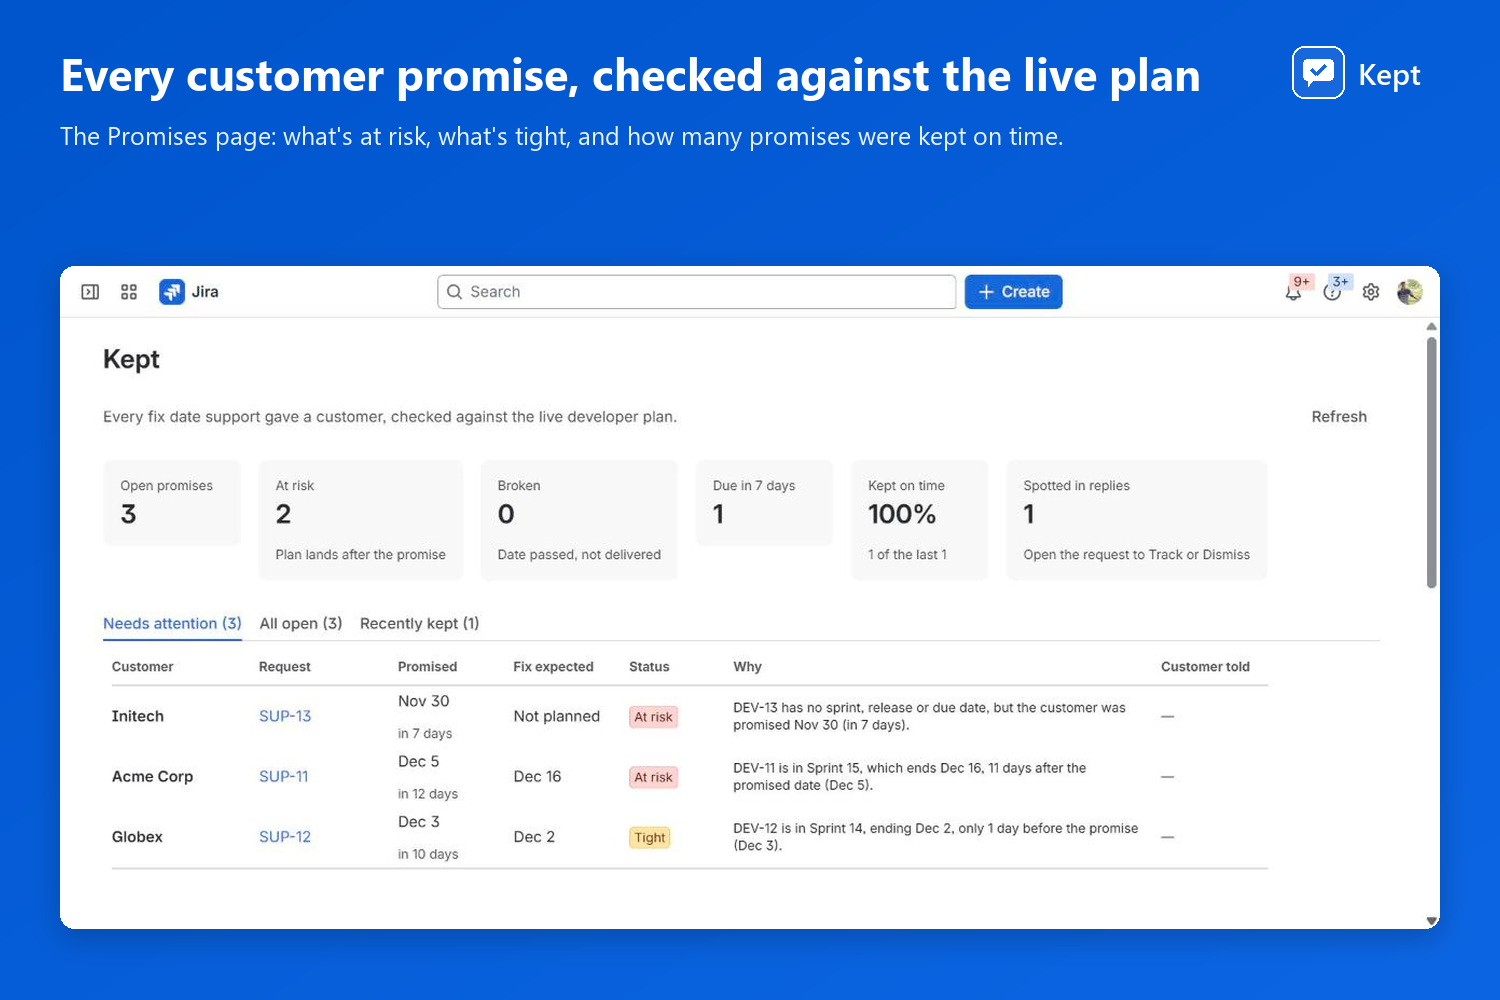 Every customer promise, checked against the live plan
Kept
The Promises page: what's at risk, what's tight, and how many promises were kept on time.
Jira
Search
+ Create
9+
3+
Kept
Every fix date support gave a customer, checked against the live developer plan.
Refresh
Open promises
3
At risk
2
Plan lands after the promise
Broken
0
Date passed, not delivered
Due in 7 days
1
Kept on time
100%
1 of the last 1
Spotted in replies
1
Open the request to Track or Dismiss
Needs attention (3) All open (3) Recently kept (1)
Customer Request Promised Fix expected Status Why Customer told
Initech SUP-13 Nov 30 in 7 days Not planned At risk DEV-13 has no sprint, release or due date, but the customer was
promised Nov 30 (in 7 days). —
Acme Corp SUP-11 Dec 5 in 12 days Dec 16 At risk DEV-11 is in Sprint 15, which ends Dec 16, 11 days after the
promised date (Dec 5). —
Globex SUP-12 Dec 3 in 10 days Dec 2 Tight DEV-12 is in Sprint 14, ending Dec 2, only 1 day before the promise
(Dec 3). —